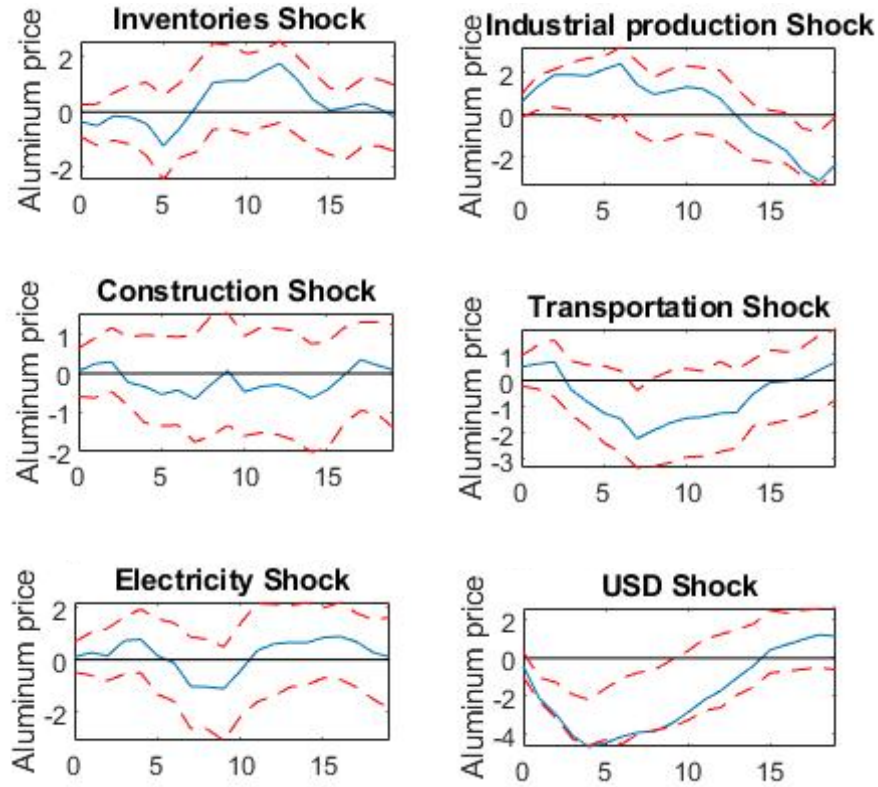 Inventories Shock
Aluminum price
2
0
-2
0 5 10 15
Industrial production Shock
Aluminum price
2
0
-2
0 5 10 15
Construction Shock
Aluminum price
1
0
-1
-2
0 5 10 15
Transportation Shock
Aluminum price
1
0
-1
-2
-3
0 5 10 15
Electricity Shock
Aluminum price
2
0
-2
0 5 10 15
USD Shock
Aluminum price
2
0
-2
-4
0 5 10 15